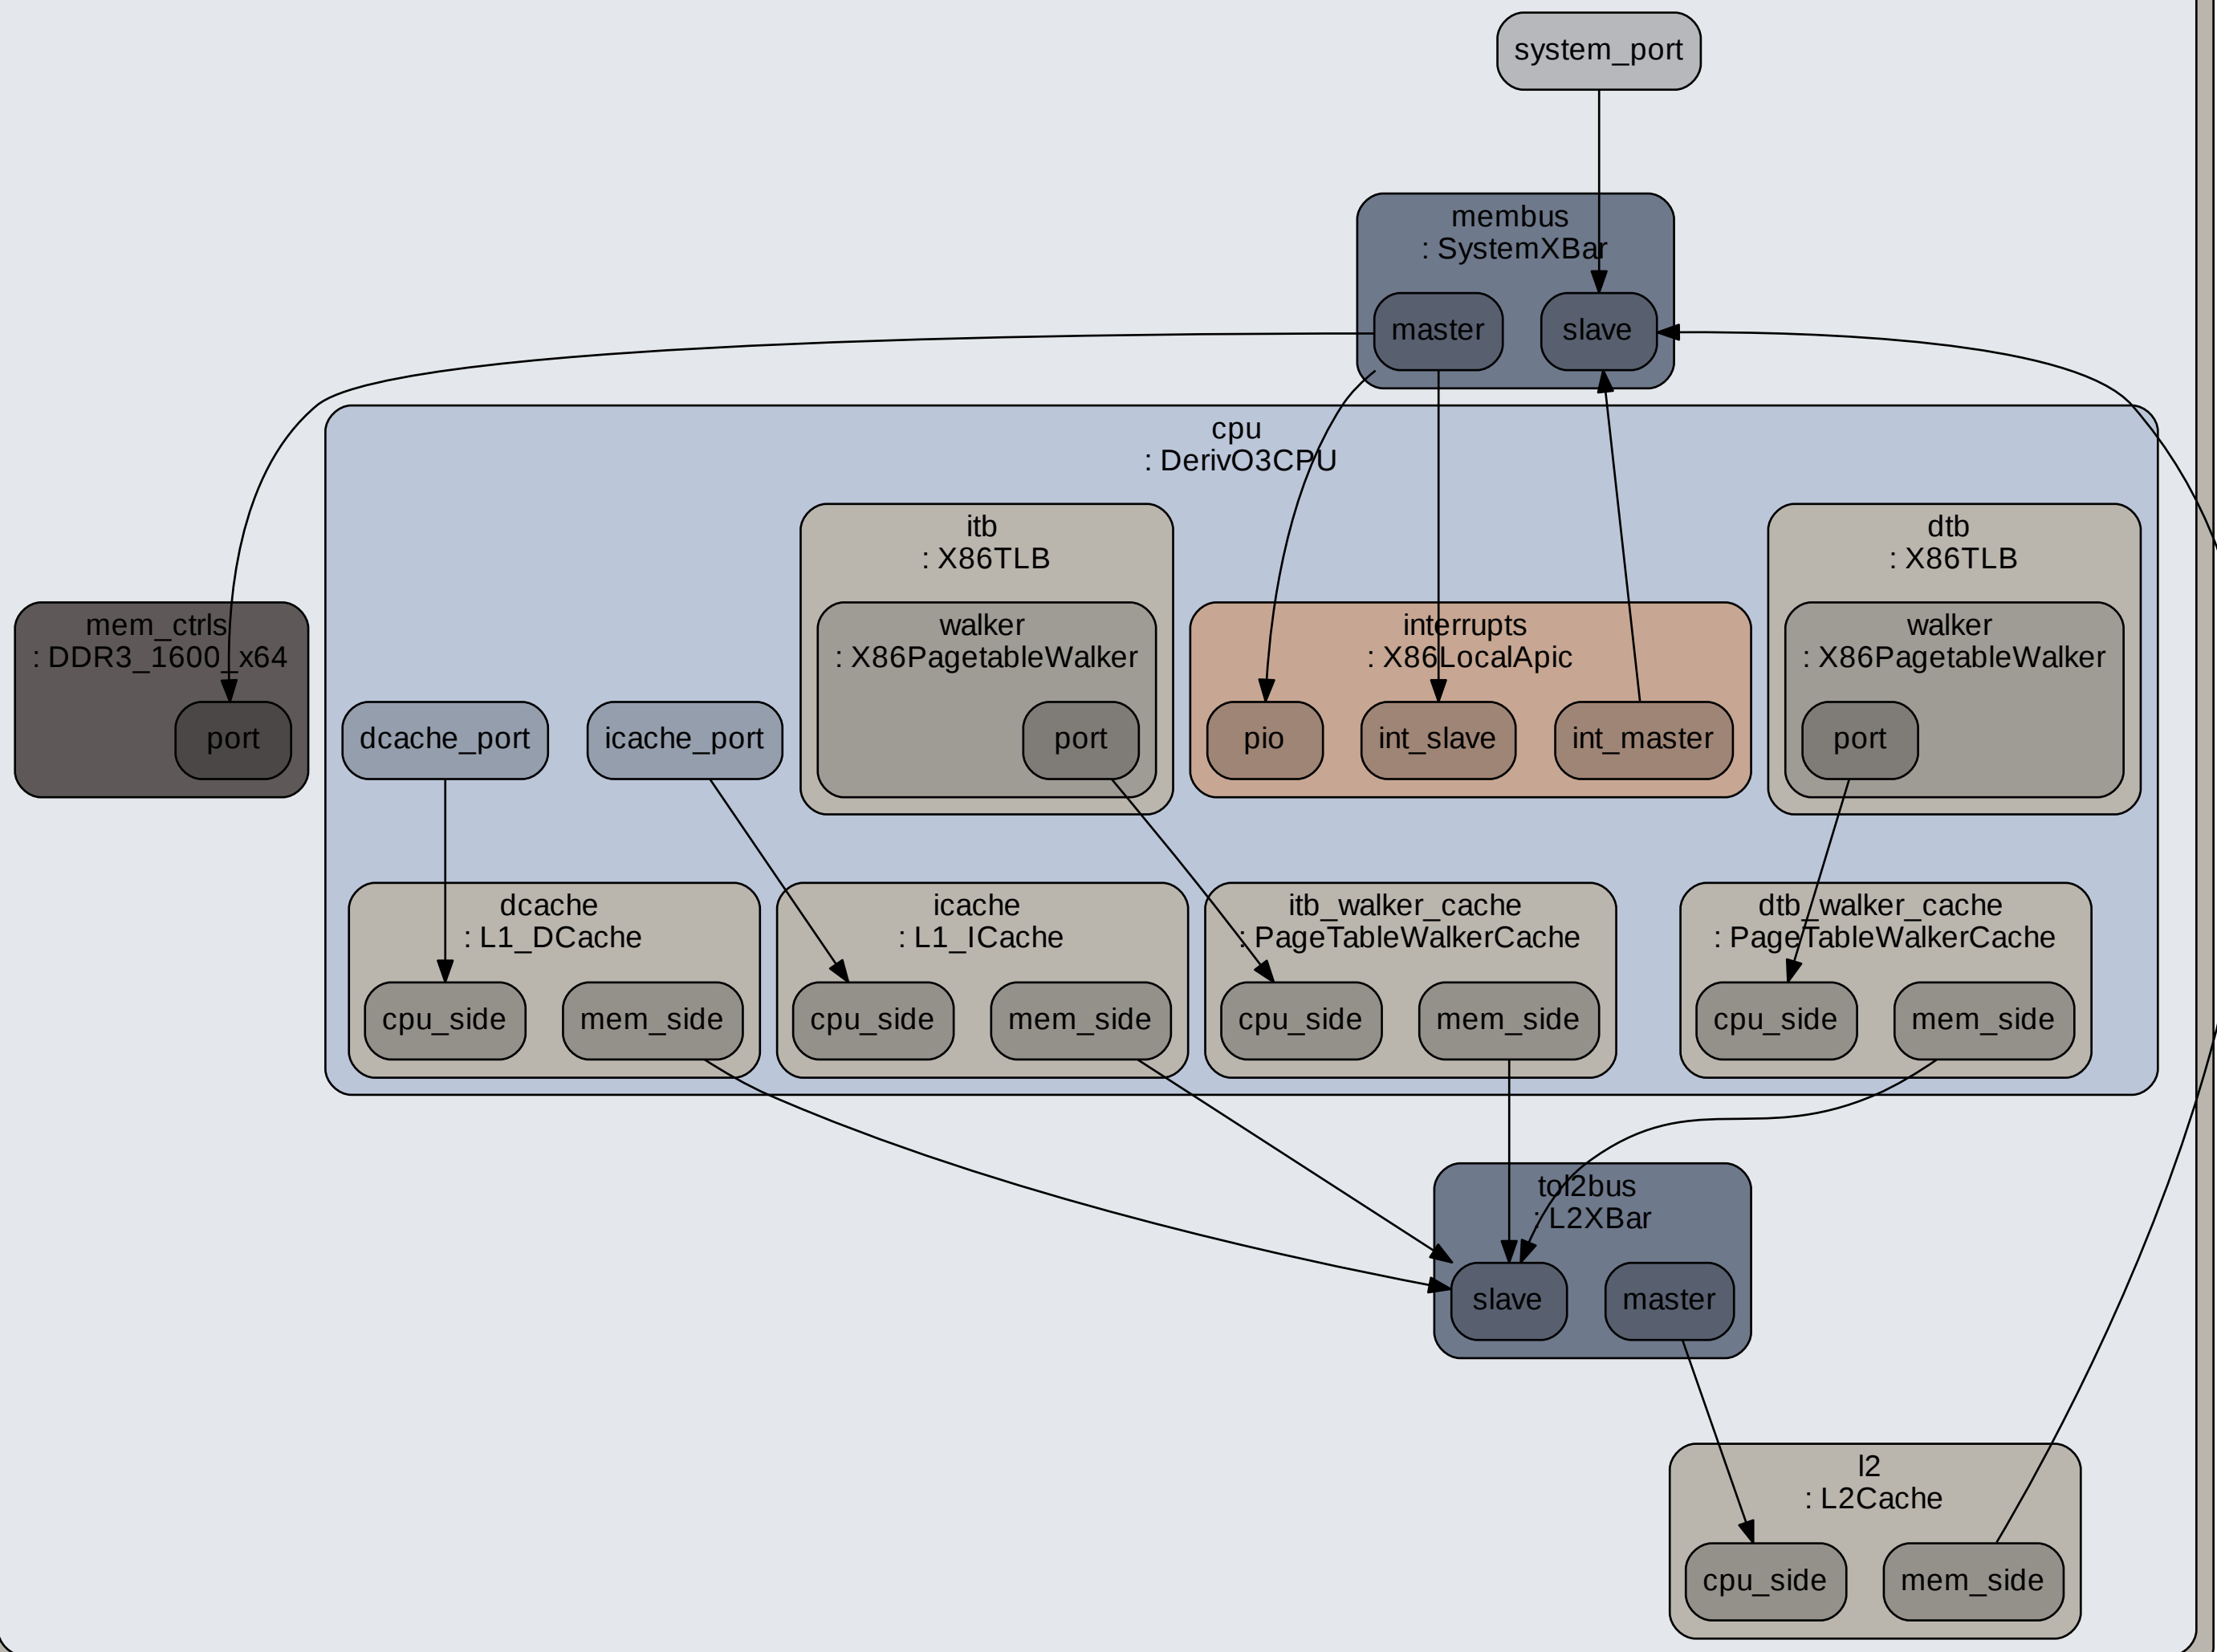 system_port
membus
: SystemXBar
master
slave
cpu
: DerivO3CPU
itb
: X86TLB
dtb
: X86TLB
mem_ctrls
: DDR3_1600_x64
walker
: X86PagetableWalker
interrupts
: X86LocalApic
walker
: X86PagetableWalker
port
dcache_port
icache_port
port
pio
int_slave
int_master
port
dcache
: L1_DCache
icache
: L1_ICache
itb_walker_cache
: PageTableWalkerCache
dtb_walker_cache
: PageTableWalkerCache
cpu_side
mem_side
cpu_side
mem_side
cpu_side
mem_side
cpu_side
mem_side
tol2bus
: L2XBar
slave
master
l2
: L2Cache
cpu_side
mem_side